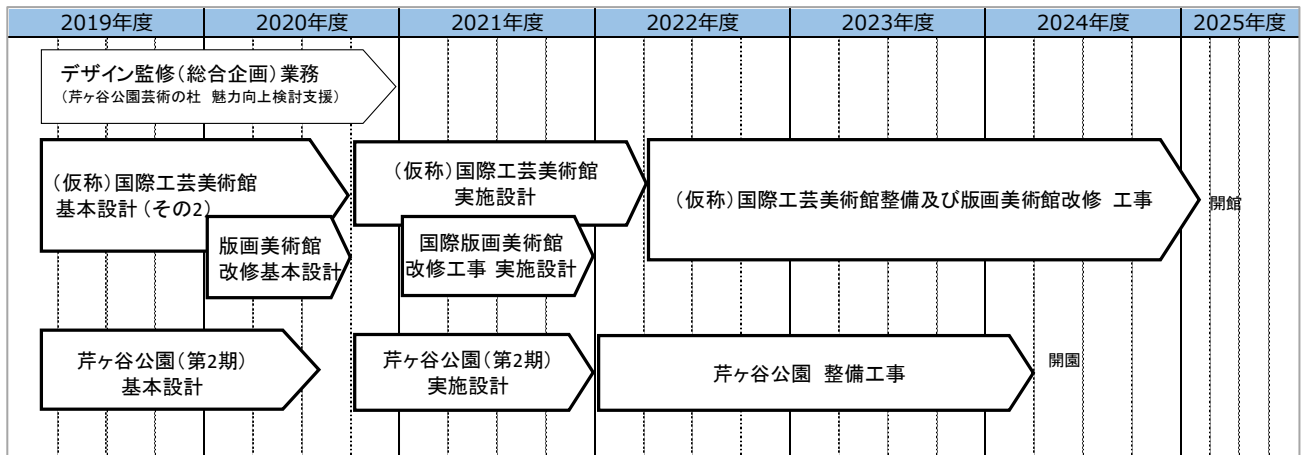 2019年度 2020年度 2021年度 2022年度 2023年度 2024年度 2025年度
デザイン監修(総合企画)業務
(芹ヶ谷公園芸術の杜 魅力向上検討支援)
(仮称)国際工芸美術館
基本設計(その2)
版画美術館
改修基本設計
(仮称)国際工芸美術館
実施設計
国際版画美術館
改修工事 実施設計
(仮称)国際工芸美術館整備及び版画美術館改修 工事
開館
芹ヶ谷公園(第2期)
基本設計
芹ヶ谷公園(第2期)
実施設計
芹ヶ谷公園 整備工事
開園